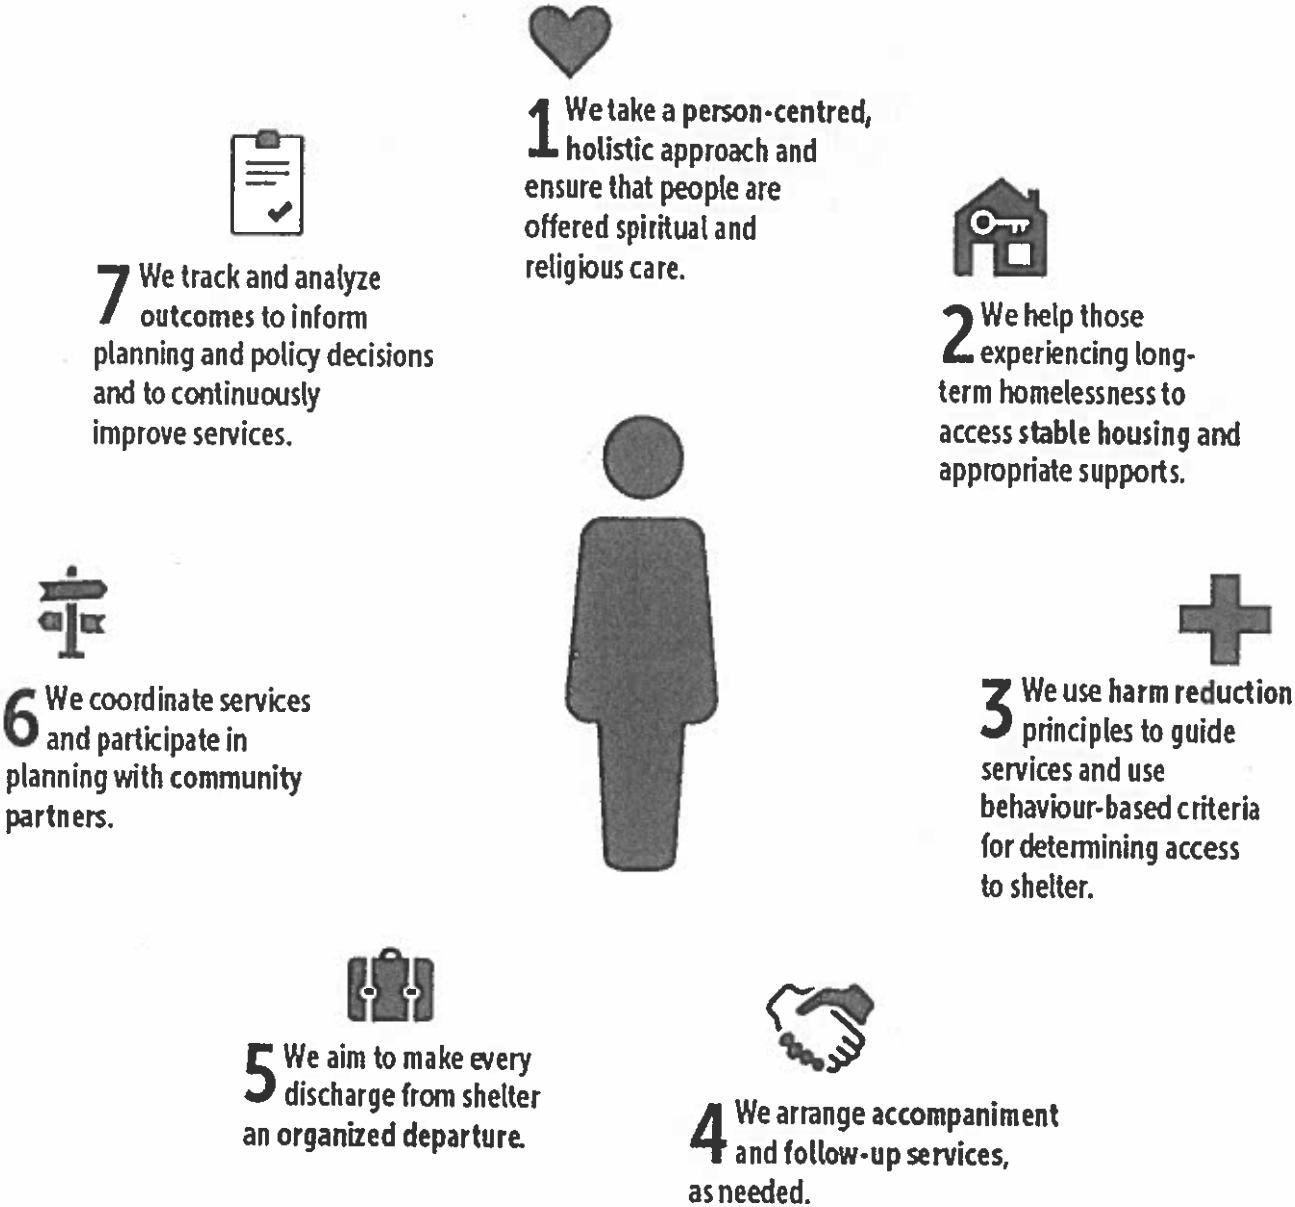 1 We take a person-centred,
holistic approach and
ensure that people are
offered spiritual and
religious care.
2 We help those
experiencing long-
term homelessness to
access stable housing and
appropriate supports.
3 We use harm reduction
principles to guide
services and use
behaviour-based criteria
for determining access
to shelter.
4 We arrange accompaniment
and follow-up services,
as needed.
5 We aim to make every
discharge from shelter
an organized departure.
6 We coordinate services
and participate in
planning with community
partners.
7 We track and analyze
outcomes to inform
planning and policy decisions
and to continuously
improve services.